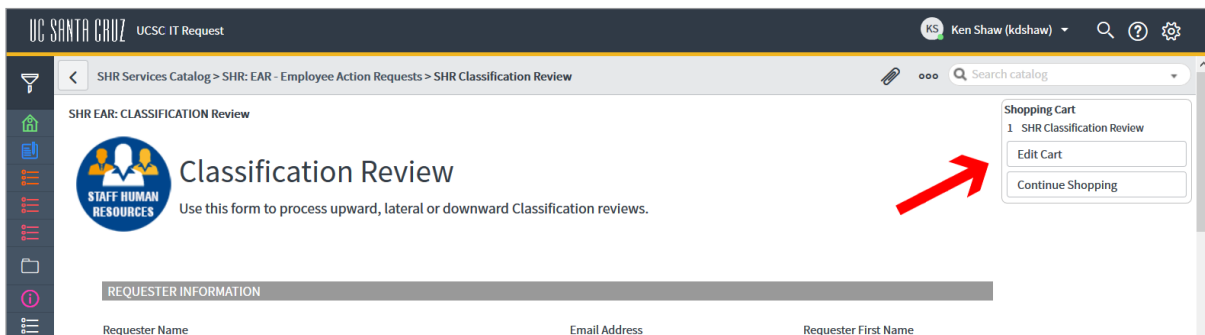 UC SANTA CRUZ UCSC IT Request
KS Ken Shaw (kdshaw)
SHR Services Catalog > SHR: EAR - Employee Action Requests > SHR Classification Review
Search catalog
SHR EAR: CLASSIFICATION Review
Shopping Cart
1 SHR Classification Review
Edit Cart
Continue Shopping
STAFF HUMAN
RESOURCES
Classification Review
Use this form to process upward, lateral or downward Classification reviews.
REQUESTER INFORMATION
Requester Name Email Address Requester First Name